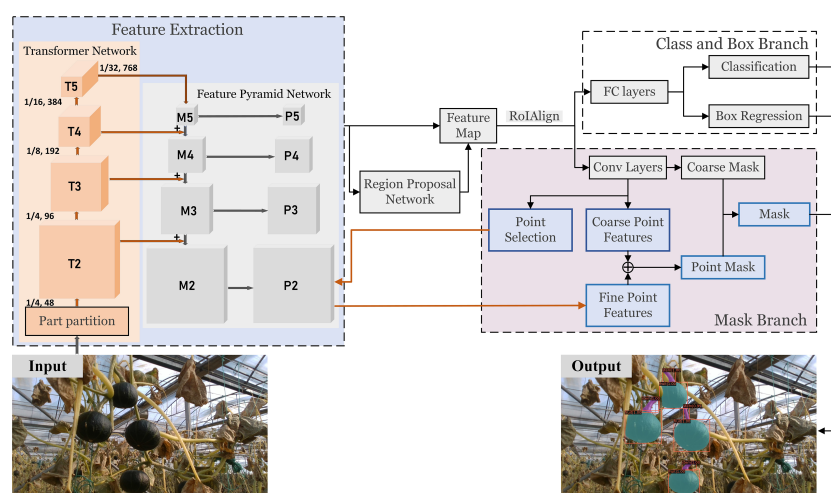 Feature Extraction
Transformer Network
1/32, 768
T5
1/16, 384
T4
1/8, 192
T3
1/4, 96
T2
1/4, 48
Part partition
Feature Pyramid Network
M5
P5
+
M4
P4
+
M3
P3
+
M2
P2
Feature
Map
RoIAlign
Region Proposal
Network
Class and Box Branch
FC layers
Classification
Box Regression
Conv Layers
Coarse Mask
Point
Selection
Coarse Point
Features
Mask
Point Mask
Fine Point
Features
Mask Branch
Input
Output